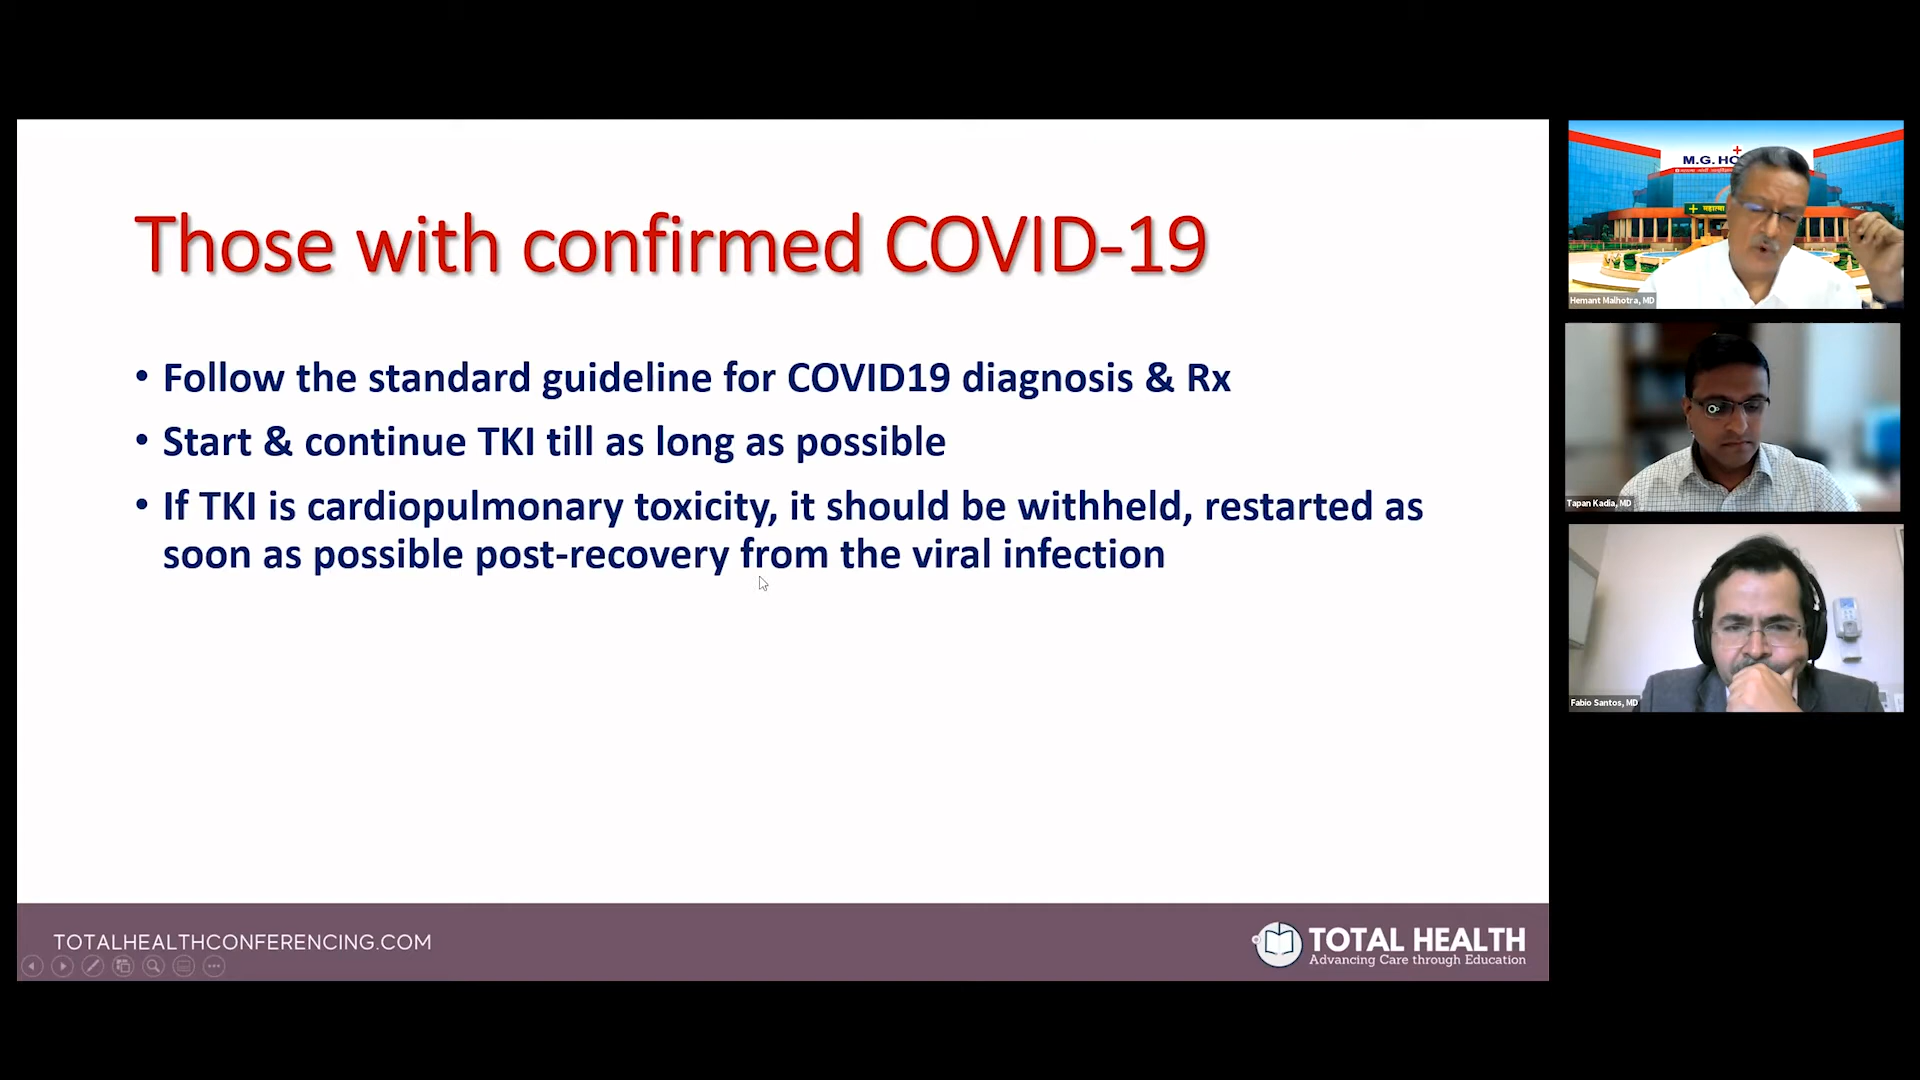 Those with confirmed COVID-19
• Follow the standard guideline for COVID19 diagnosis & Rx
• Start & continue TKI till as long as possible
• If TKI is cardiopulmonary toxicity, it should be withheld, restarted as
soon as possible post-recovery from the viral infection
TOTALHEALTHCONFERENCING.COM
TOTAL HEALTH
Advancing Care through Education
M.G. HO
Hemant Malhotra, MD
Tapan Kadia, MD
Fabio Santos, MD